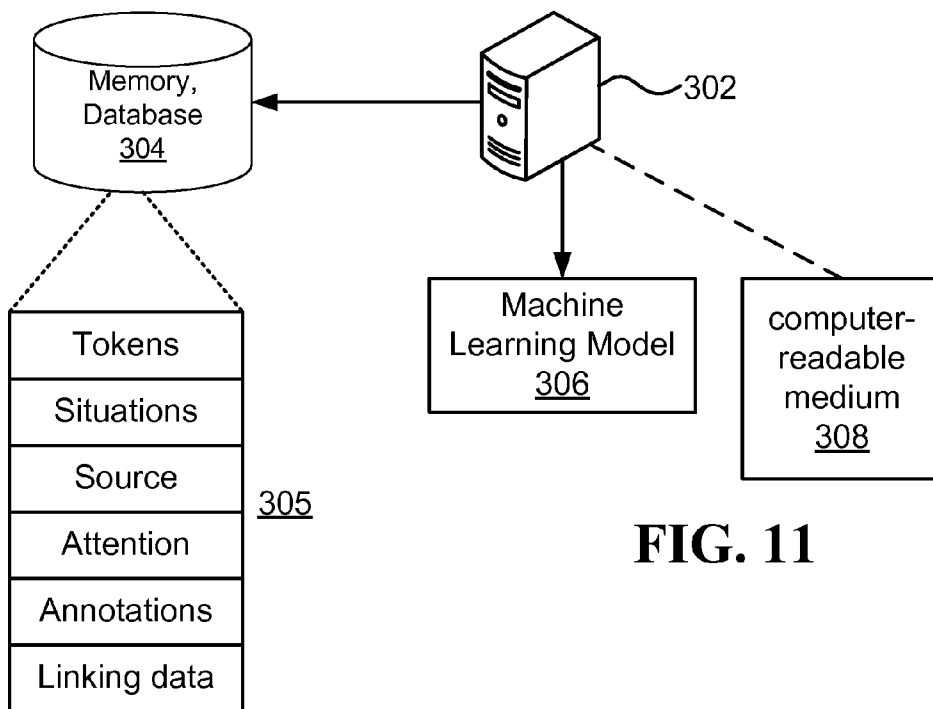 Memory,
Database
304
302
Machine
Learning Model
306
computer-
readable
medium
308
Tokens
Situations
Source
Attention
Annotations
Linking data
305
FIG. 11